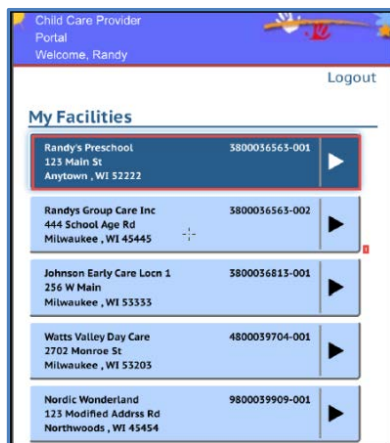 Child Care Provider
Portal
Welcome, Randy
Logout
My Facilities
Randy's Preschool 3800036563-001
123 Main St
Anytown , WI 52222
Randys Group Care Inc 3800036563-002
444 School Age Rd
Milwaukee , WI 45445
Johnson Early Care Locn 1 3800036813-001
256 W Main
Milwaukee , WI 53333
Watts Valley Day Care 4800039704-001
2702 Monroe St
Milwaukee , WI 53203
Nordic Wonderland 9800039909-001
123 Modified Addrss Rd
Northwoods , WI 45454